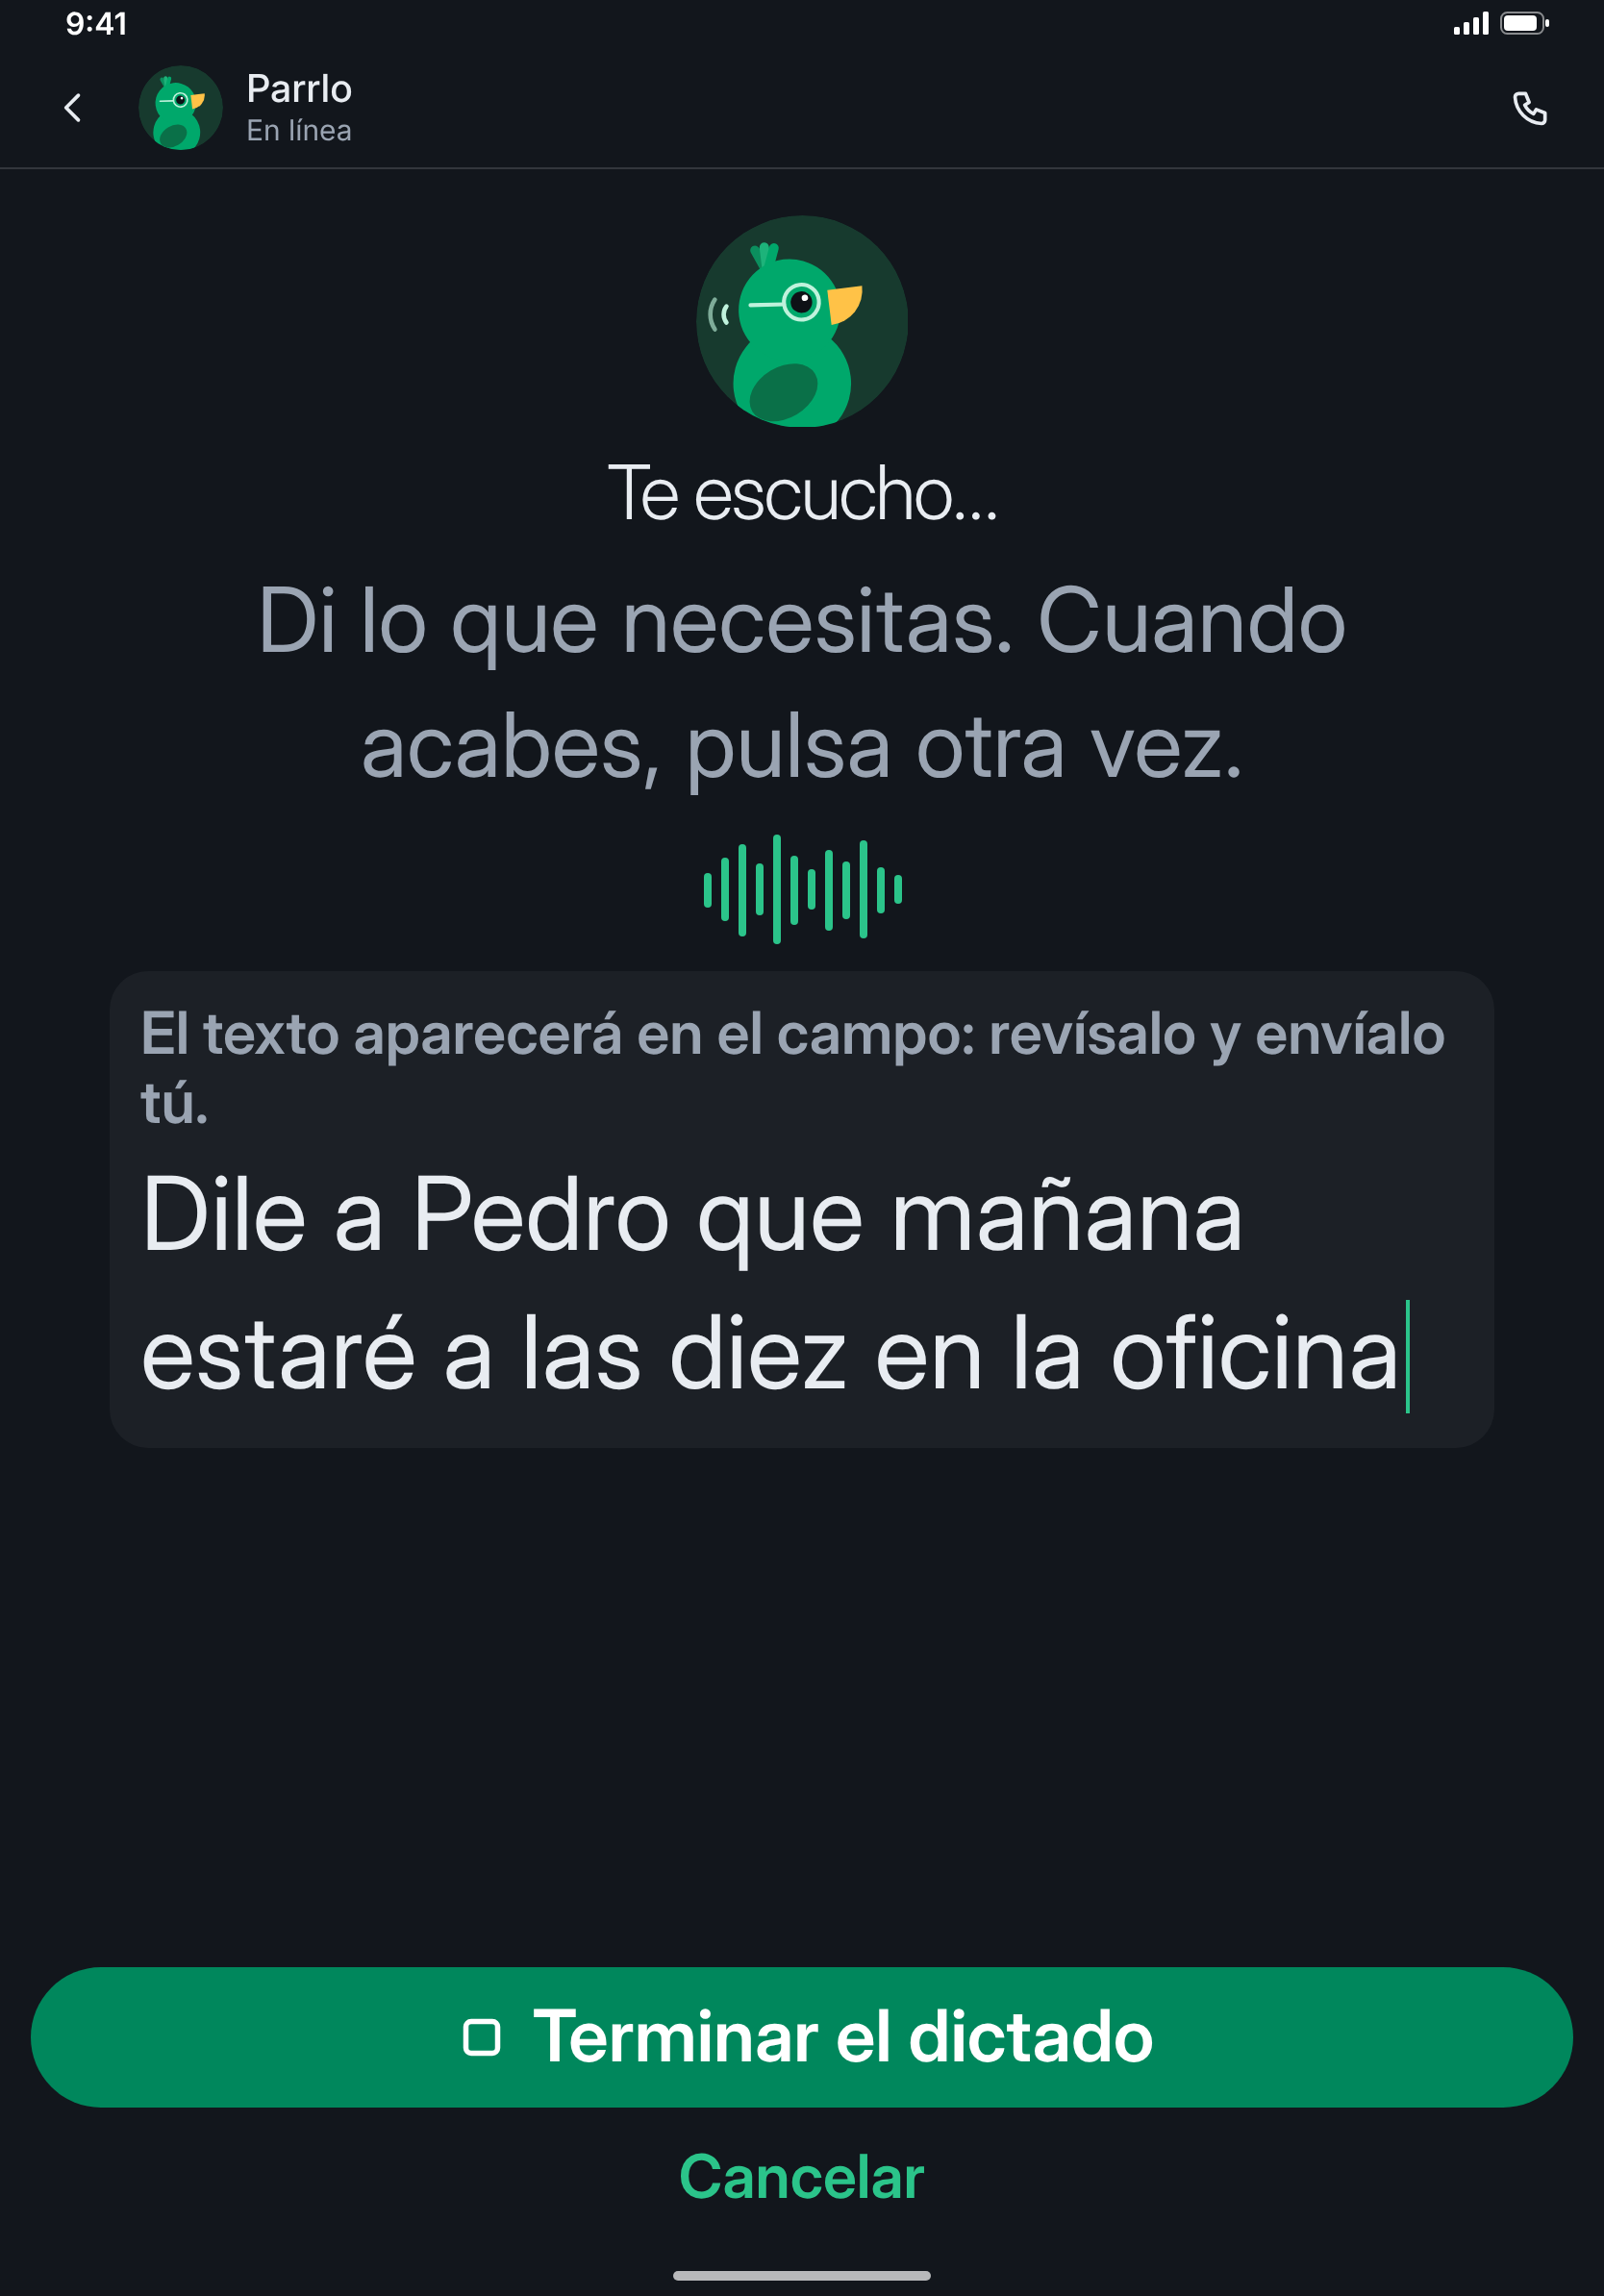 9:41
Parrlo
En línea
Te escucho...
Di lo que necesitas. Cuando
acabes, pulsa otra vez.
El texto aparecerá en el campo: revísalo y envíalo
tú.
Dile a Pedro que mañana
estaré a las diez en la oficina
Terminar el dictado
Cancelar